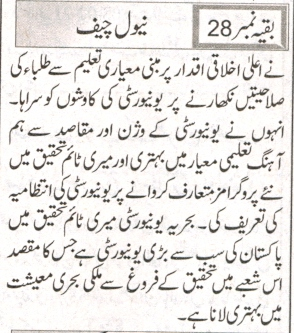 بقیہ نمبر 28 نیول چیف
نے اعلیٰ اخلاقی اقدار پر مبنی معیاری تعلیم سے طلباء کی
صلاحیتیں نکھارنے پر یونیورسٹی کی کاوشوں کو سراہا۔
انہوں نے یونیورسٹی کے وژن اور مقاصد سے ہم
آہنگ تعلیمی معیار میں بہتری اور میری ٹائم تحقیق میں
نئے پروگرامز متعارف کروانے پر یونیورسٹی کی انتظامیہ
کی تعریف کی۔ بحریہ یونیورسٹی میری ٹائم تحقیق میں
پاکستان کی سب سے بڑی یونیورسٹی ہے جس کا مقصد
اس شعبے میں تحقیق کے فروغ سے ملکی بحری معیشت
میں بہتری لانا ہے۔